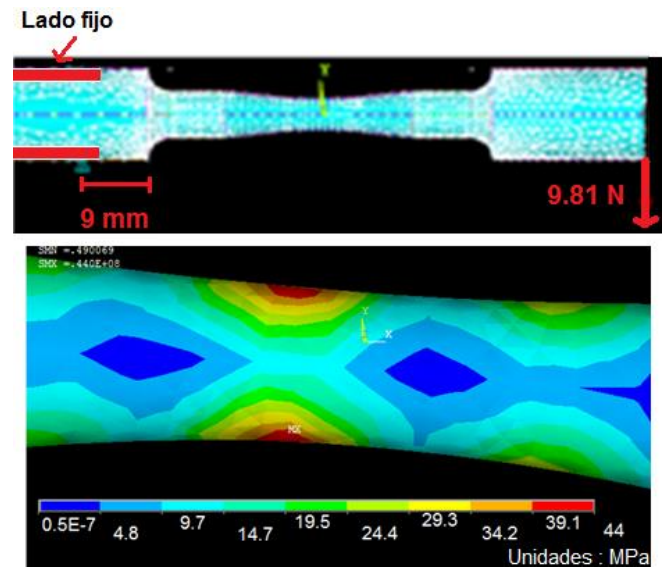 Lado fijo
Y
9 mm
9.81 N
SMN =.490069
SMX =.440E+08
Y
X
MX
0.5E-7 4.8 9.7 14.7 19.5 24.4 29.3 34.2 39.1 44
Unidades : MPa